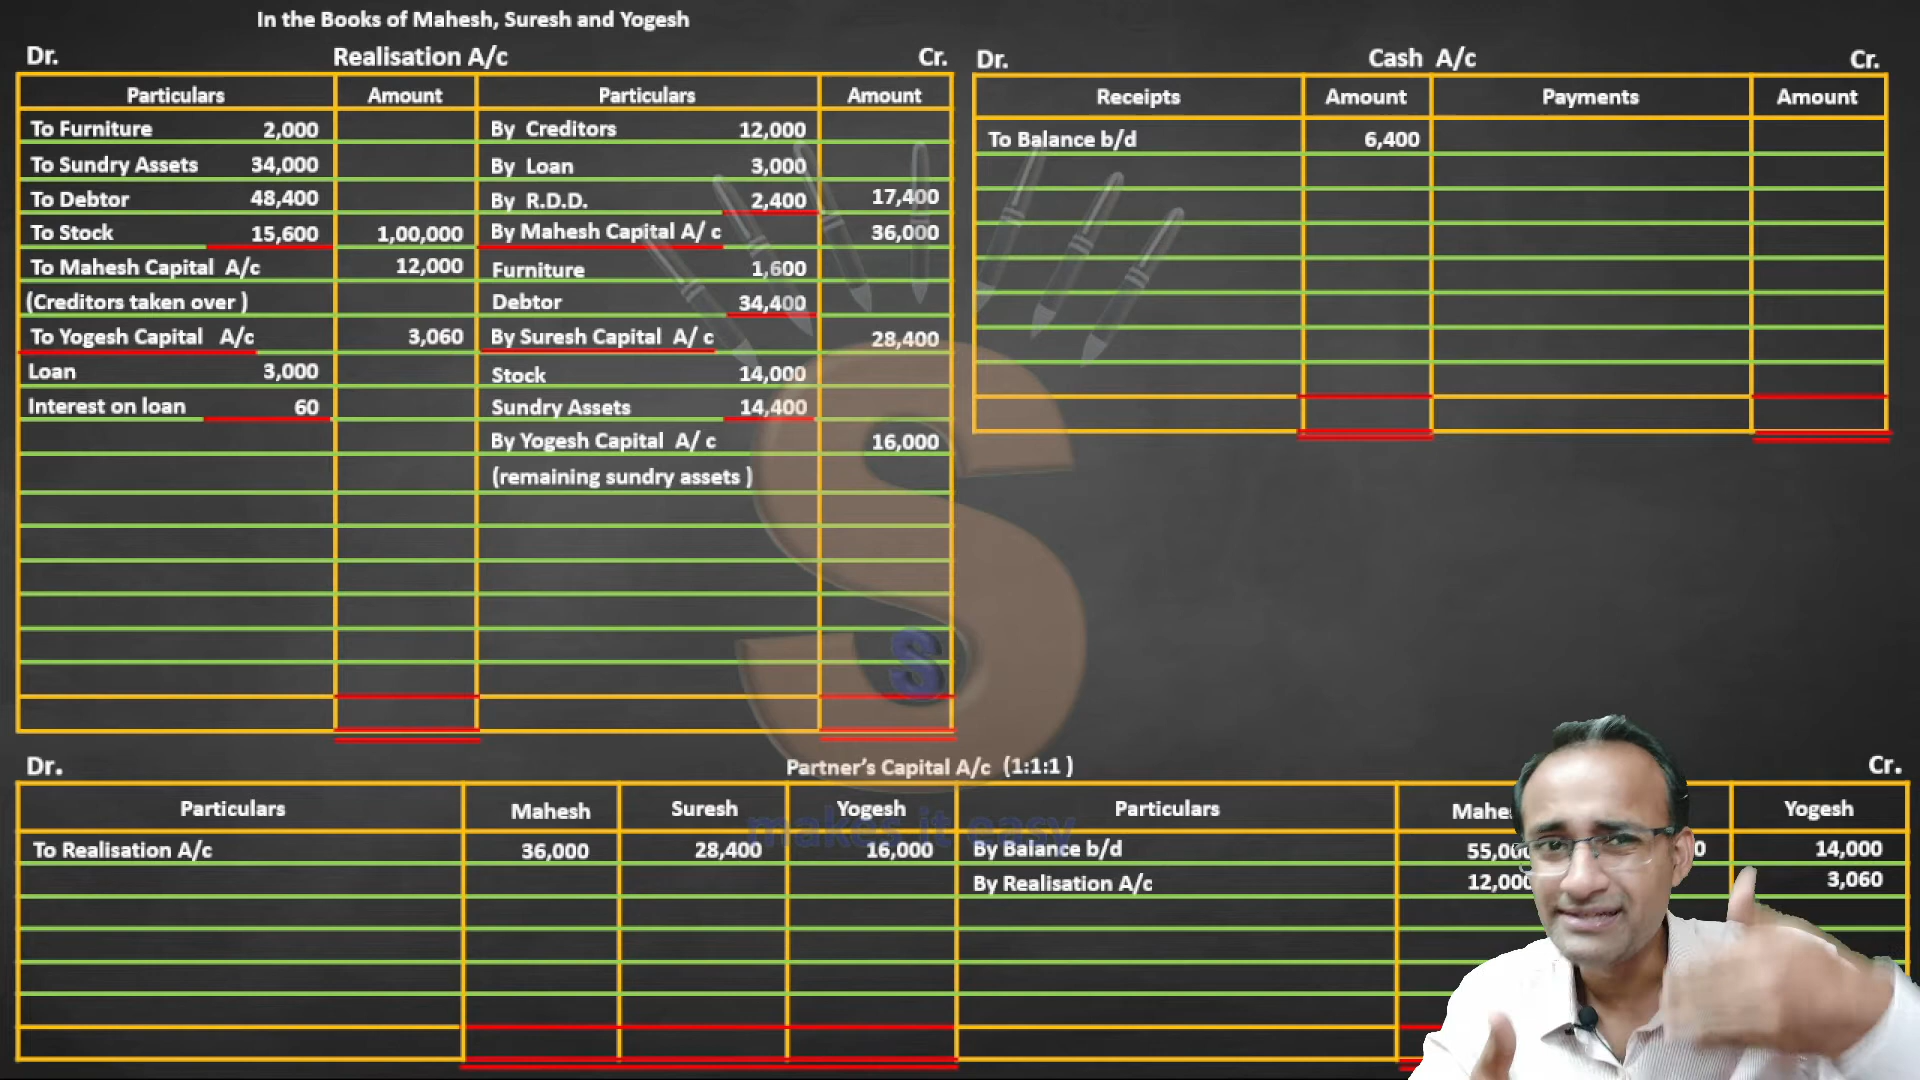 In the Books of Mahesh, Suresh and Yogesh
Dr. Realisation A/c Cr.
Particulars Amount Particulars Amount
To Furniture 2,000 By Creditors 12,000
To Sundry Assets 34,000 By Loan 3,000
To Debtor 48,400 By R.D.D. 2,400 17,400
To Stock 15,600 1,00,000 By Mahesh Capital A/ c 36,000
To Mahesh Capital A/c 12,000 Furniture 1,600
(Creditors taken over ) Debtor 34,400
To Yogesh Capital A/c 3,060 By Suresh Capital A/ c 28,400
Loan 3,000 Stock 14,000
Interest on loan 60 Sundry Assets 14,400
By Yogesh Capital A/ c 16,000
(remaining sundry assets )
Dr. Cash A/c Cr.
Receipts Amount Payments Amount
To Balance b/d 6,400
S
s
makes it easy
Dr. Partner's Capital A/c (1:1:1 ) Cr.
Particulars Mahesh Suresh Yogesh Particulars Yogesh
To Realisation A/c 36,000 28,400 16,000 By Balance b/d 55,000 14,000
By Realisation A/c 12,000 3,060